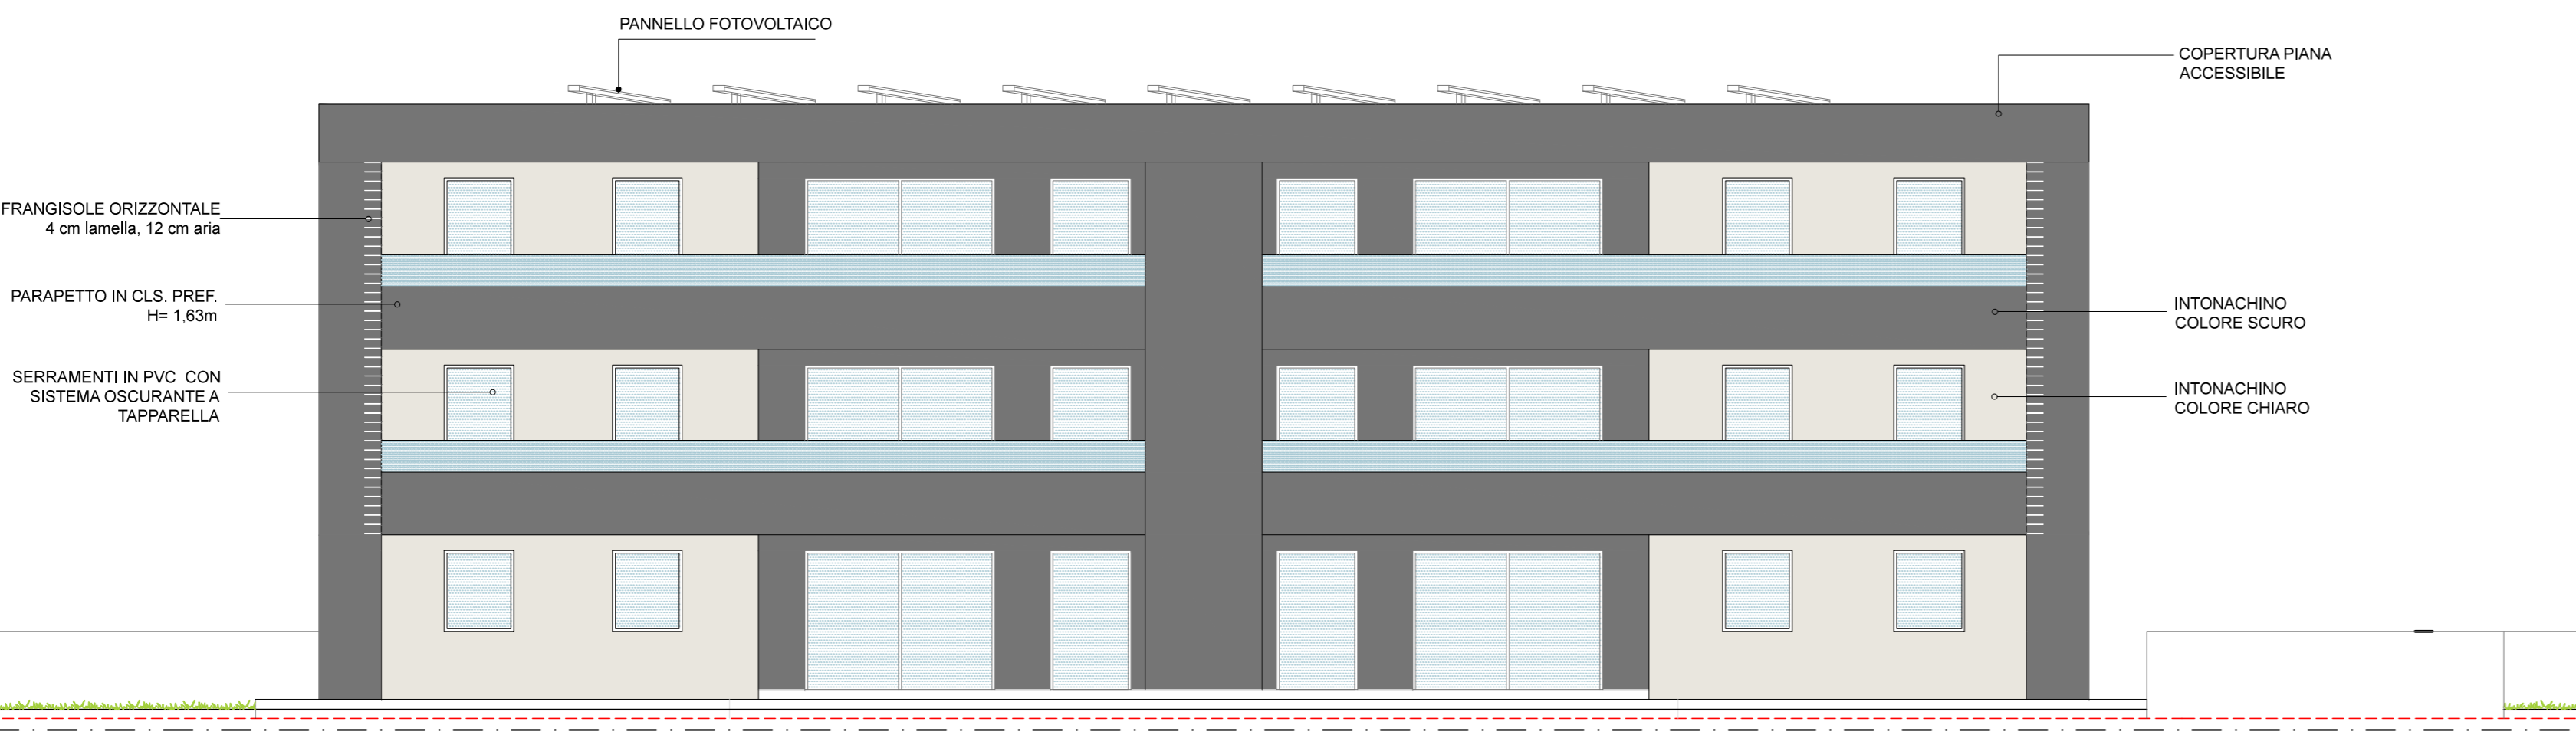 PANNELLO FOTOVOLTAICO
COPERTURA PIANA
ACCESSIBILE
FRANGISOLE ORIZZONTALE
4 cm lamella, 12 cm aria
PARAPETTO IN CLS. PREF.
H= 1,63m
SERRAMENTI IN PVC CON
SISTEMA OSCURANTE A
TAPPARELLA
INTONACHINO
COLORE SCURO
INTONACHINO
COLORE CHIARO